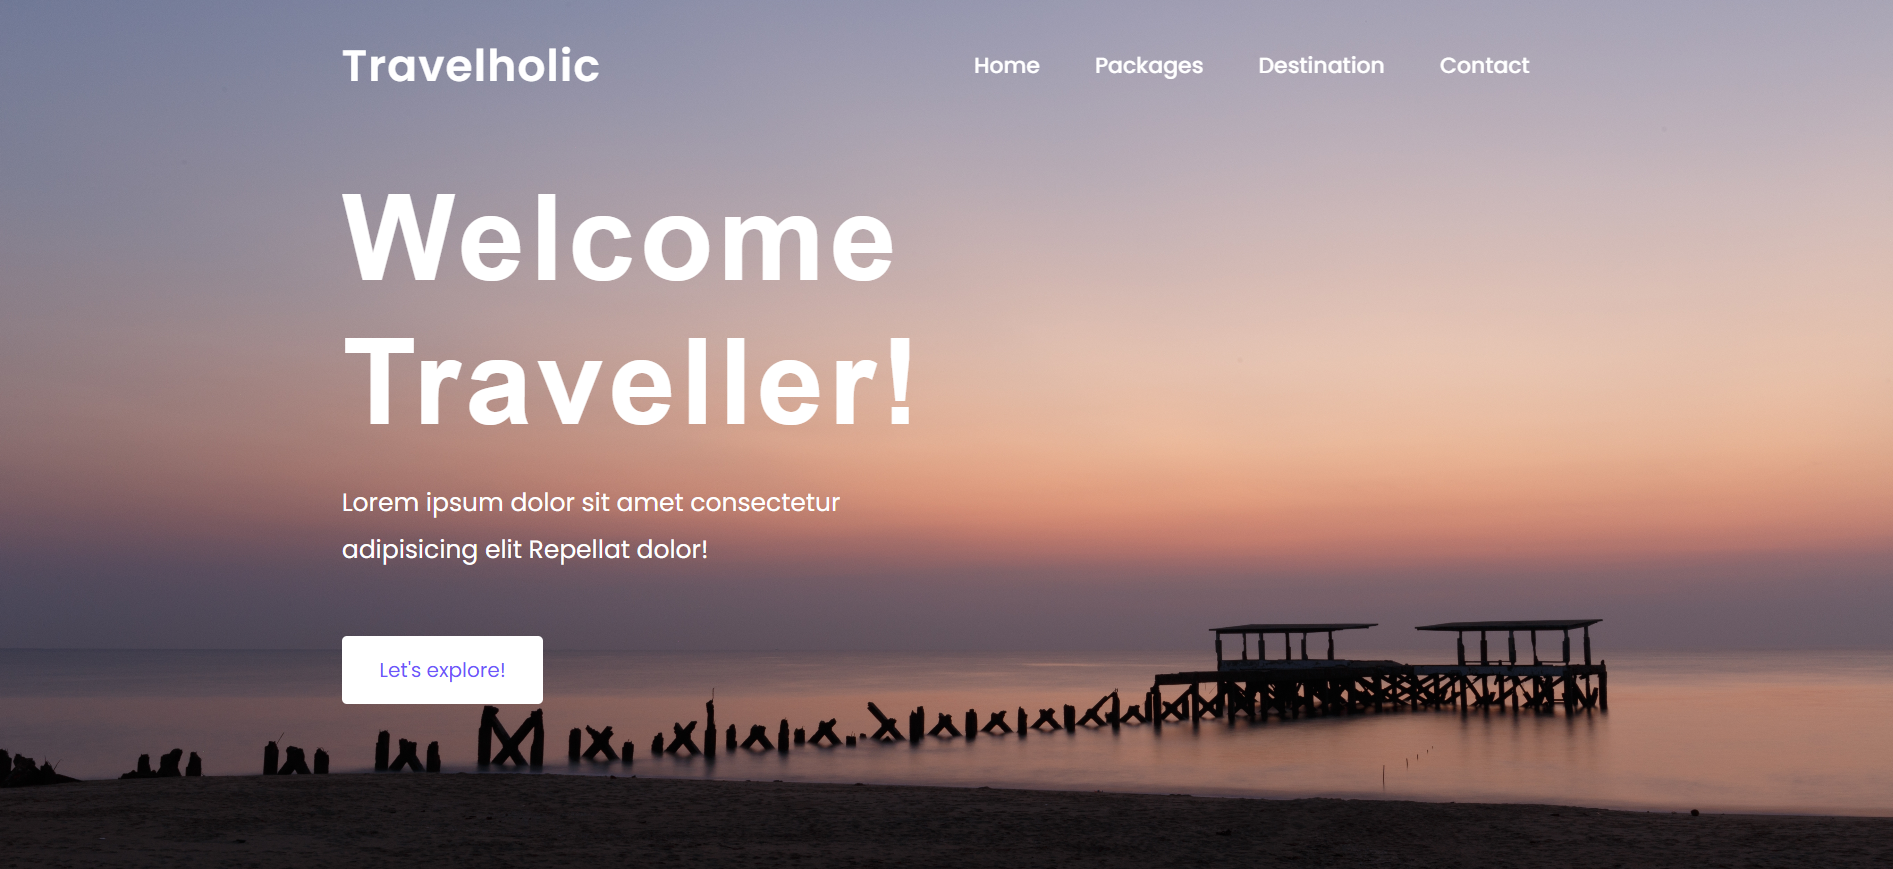 Travelholic
Home Packages Destination Contact
Welcome
Traveller!
Lorem ipsum dolor sit amet consectetur
adipisicing elit Repellat dolor!
Let's explore!